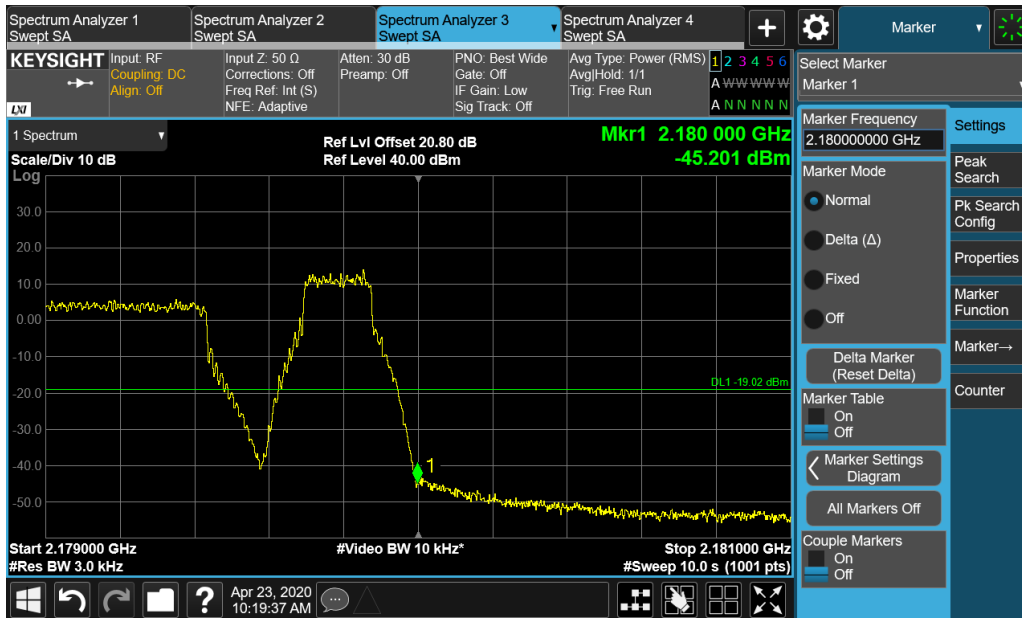 Spectrum Analyzer 1
Swept SA
Spectrum Analyzer 2
Swept SA
Spectrum Analyzer 3
Swept SA
Spectrum Analyzer 4
Swept SA
Marker
KEYSIGHT
LXI
Input: RF
Coupling: DC
Align: Off
Input Z: 50 Ω
Corrections: Off
Freq Ref: Int (S)
NFE: Adaptive
Atten: 30 dB
Preamp: Off
PNO: Best Wide
Gate: Off
IF Gain: Low
Sig Track: Off
Avg Type: Power (RMS)
Avg|Hold: 1/1
Trig: Free Run
1 2 3 4 5 6
A W W W W W
A N N N N N
Select Marker
Marker 1
1 Spectrum
Scale/Div 10 dB
Log
Ref Lvl Offset 20.80 dB
Ref Level 40.00 dBm
Mkr1 2.180 000 GHz
-45.201 dBm
30.0
20.0
10.0
0.00
-10.0
-20.0
-30.0
-40.0
-50.0
DL1 -19.02 dBm
1
Start 2.179000 GHz
#Res BW 3.0 kHz
#Video BW 10 kHz*
Stop 2.181000 GHz
#Sweep 10.0 s (1001 pts)
Marker Frequency
2.180000000 GHz
Marker Mode
Normal
Delta (Δ)
Fixed
Off
Delta Marker
(Reset Delta)
Marker Table
On
Off
Marker Settings
Diagram
All Markers Off
Couple Markers
On
Off
Settings
Peak
Search
Pk Search
Config
Properties
Marker
Function
Marker→
Counter
?
Apr 23, 2020
10:19:37 AM